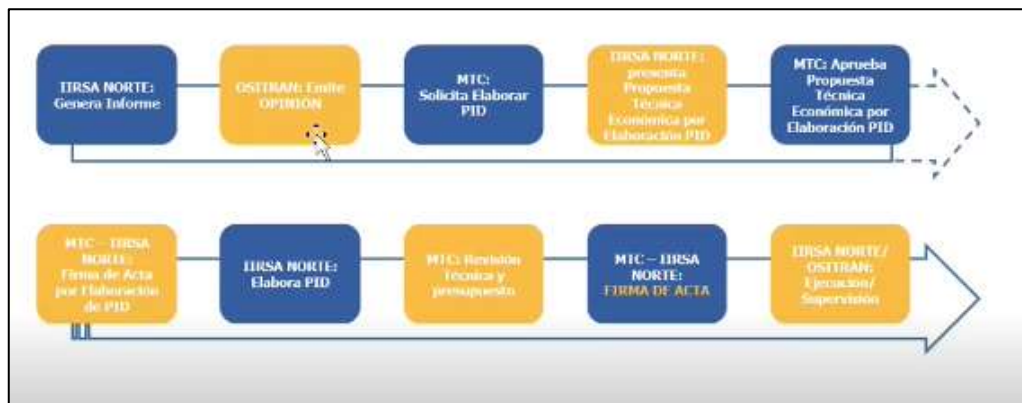 IIRSA NORTE:
Genera Informe
OSITRAN: Emite
OPINION
MTC:
Solicita Elaborar
PID
IIRSA NORTE:
presenta
Propuesta
Técnica
Económica por
Elaboración PID
MTC: Aprueba
Propuesta
Técnica
Económica por
Elaboración PID
MTC – IIRSA
NORTE:
Firma de Acta
por Elaboración
de PID
IIRSA NORTE:
Elabora PID
MTC: Revisión
Técnica y
presupuesto
MTC – IIRSA
NORTE:
FIRMA DE ACTA
IIRSA NORTE/
OSITRAN:
Ejecución/
Supervisión